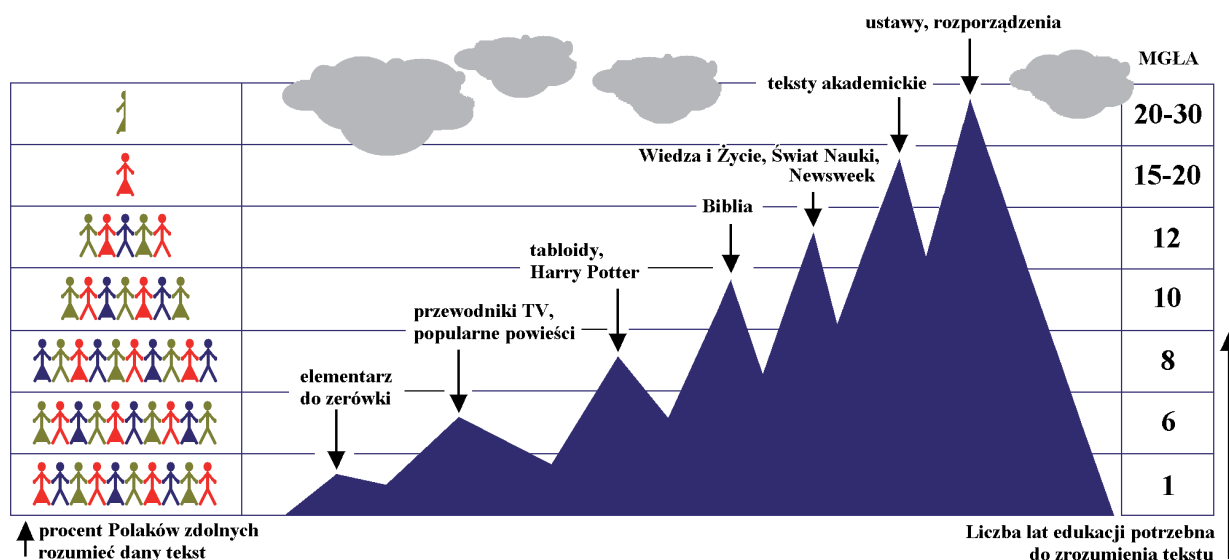 ustawy, rozporządzenia
MGŁA
teksty akademickie
20-30
Wiedza i Życie, Świat Nauki,
Newsweek
15-20
Biblia
12
tabloidy,
Harry Potter
10
przewodniki TV,
popularne powieści
8
elementarz
do zerówki
6
1
procent Polaków zdolnych
rozumieć dany tekst
Liczba lat edukacji potrzebna
do zrozumienia tekstu